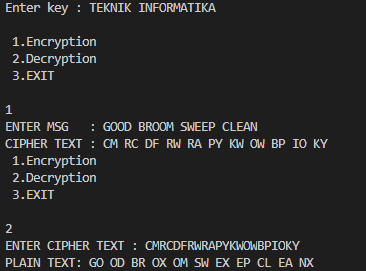 Enter key : TEKNIK INFORMATIKA
1.Encryption
2.Decryption
3.EXIT
1
ENTER MSG   : GOOD BROOM SWEEP CLEAN
CIPHER TEXT : CM RC DF RW RA PY KW OW BP IO KY
1.Encryption
2.Decryption
3.EXIT
2
ENTER CIPHER TEXT : CMRCDFRWRAPYKWOWBPIOKY
PLAIN TEXT: GO OD BR OX OM SW EX EP CL EA NX